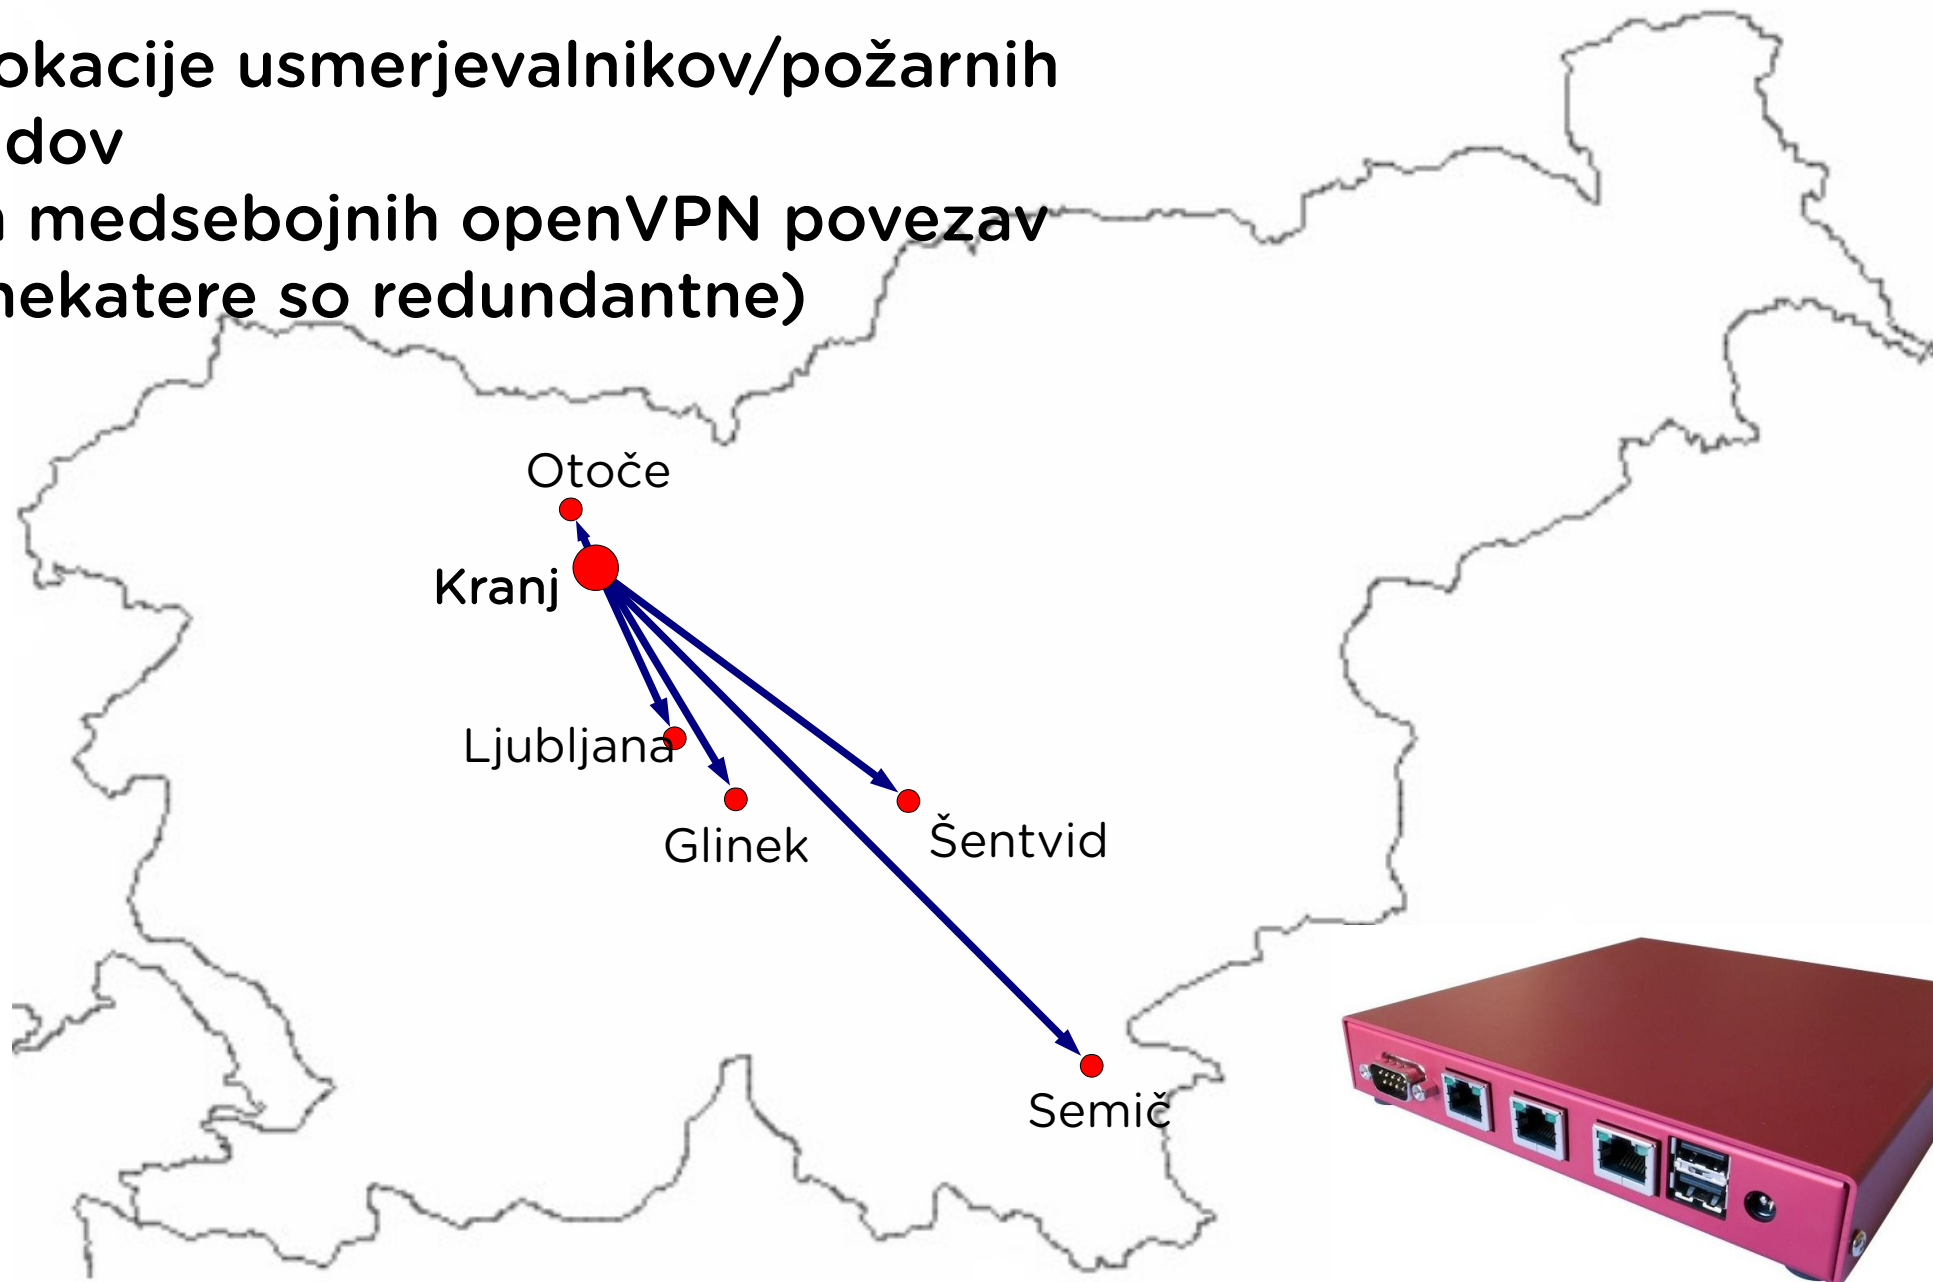 okacije usmerjevalnikov/požarnih
dov
medsebojnih openVPN povezav
nekatere so redundantne)
Otoče
Kranj
Ljubljana
Glinek
Šentvid
Semič